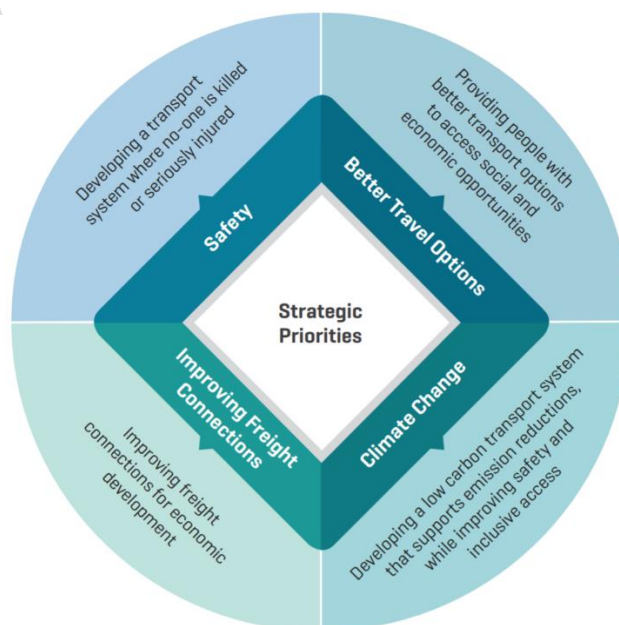 Developing a transport
system where no-one is killed
or seriously injured
Safety
Providing people with
better transport options
to access social and
economic opportunities
Better Travel Options
Strategic
Priorities
Improving Freight
Connections
Improving freight
connections for economic
development
Climate Change
Developing a low carbon transport system
that supports emission reductions,
while improving safety and
inclusive access